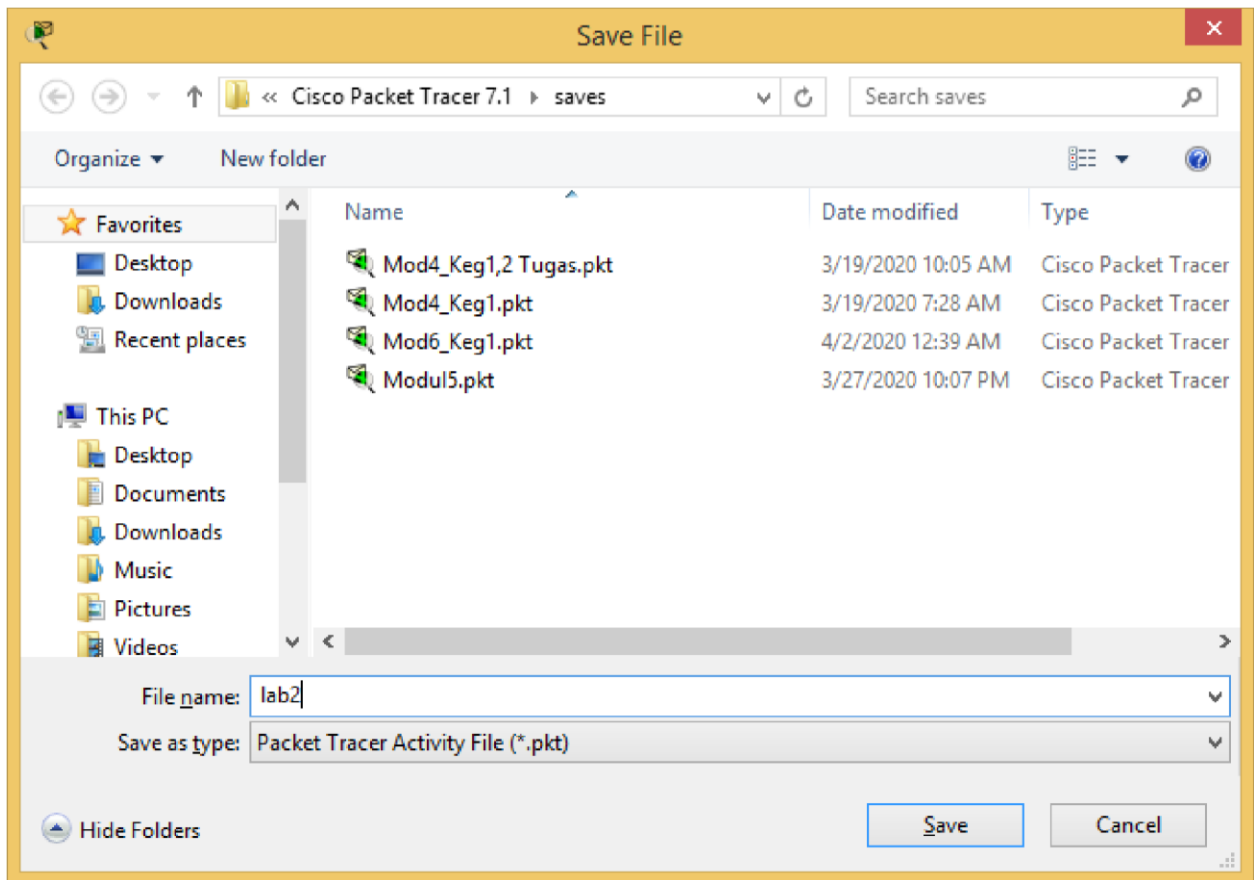 Save File
« Cisco Packet Tracer 7.1 saves Search saves
Organize New folder
Name Date modified Type
Favorites
Desktop
Downloads
Recent places
This PC
Desktop
Documents
Downloads
Music
Pictures
Videos
Mod4_Keg1,2 Tugas.pkt 3/19/2020 10:05 AM Cisco Packet Tracer
Mod4_Keg1.pkt 3/19/2020 7:28 AM Cisco Packet Tracer
Mod6_Keg1.pkt 4/2/2020 12:39 AM Cisco Packet Tracer
Modul5.pkt 3/27/2020 10:07 PM Cisco Packet Tracer
File name: lab2
Save as type: Packet Tracer Activity File (*.pkt)
Hide Folders Save Cancel